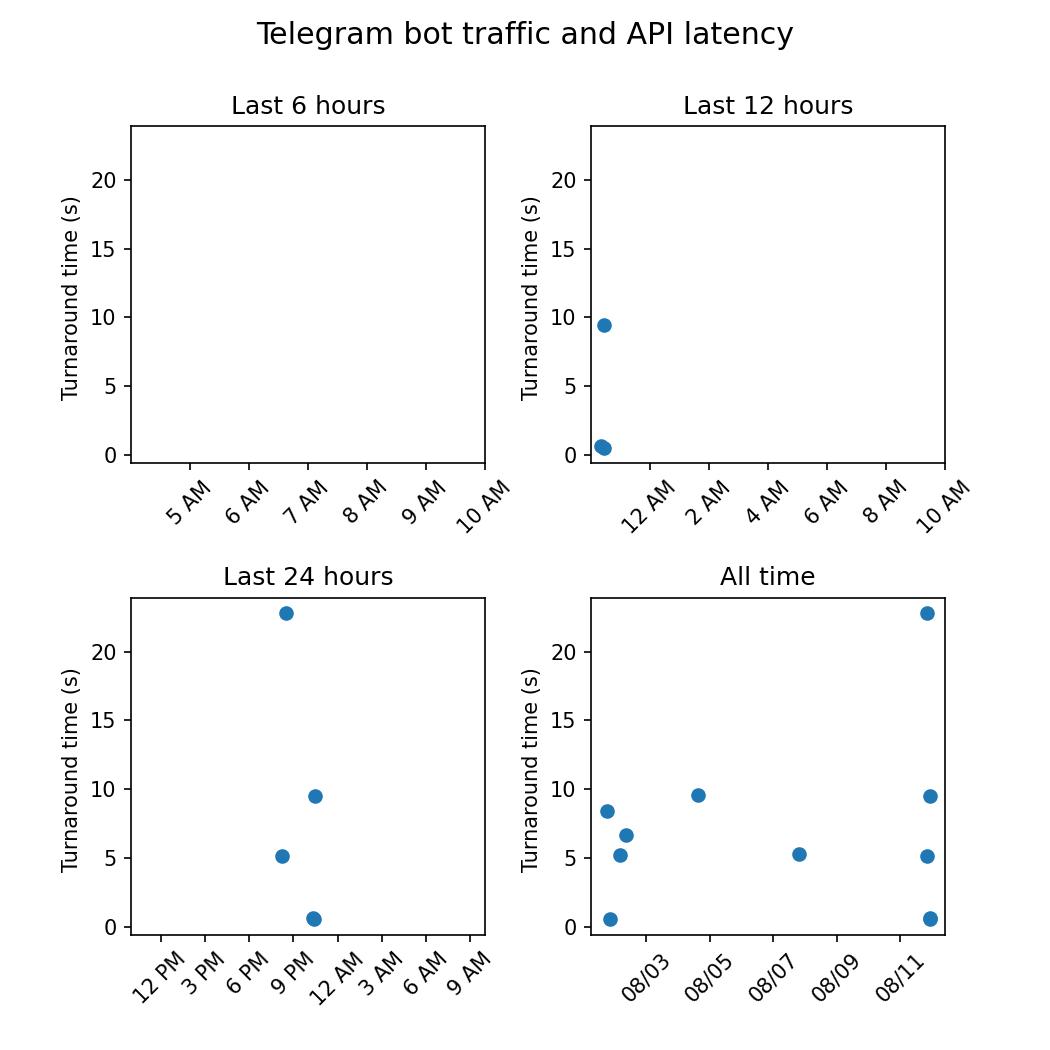 Telegram bot traffic and API latency
Last 6 hours
Turnaround time (s)
20
15
10
5
0
5 AM
6 AM
7 AM
8 AM
9 AM
10 AM
Last 12 hours
Turnaround time (s)
20
15
10
5
0
12 AM
2 AM
4 AM
6 AM
8 AM
10 AM
Last 24 hours
Turnaround time (s)
20
15
10
5
0
12 PM
3 PM
6 PM
9 PM
12 AM
3 AM
6 AM
9 AM
All time
Turnaround time (s)
20
15
10
5
0
08/03
08/05
08/07
08/09
08/11